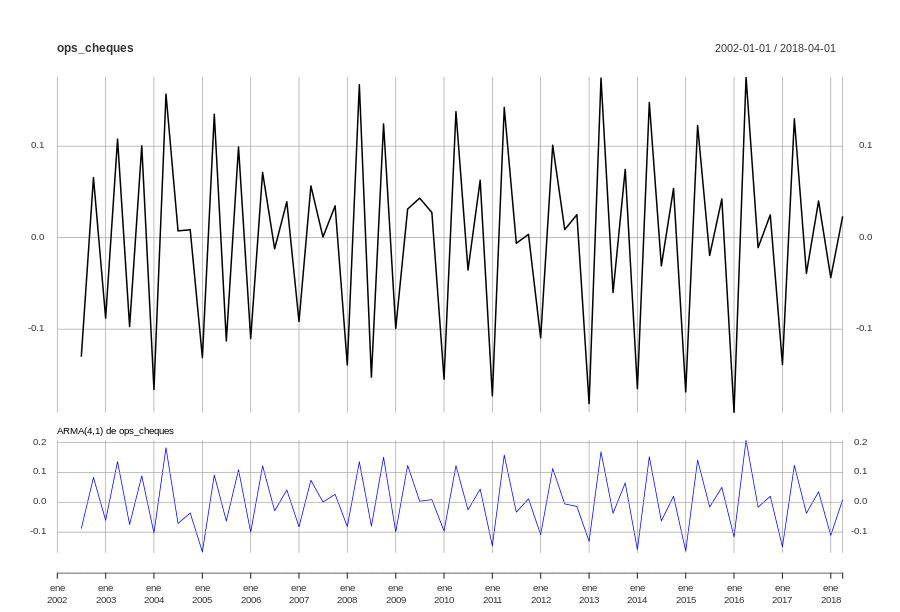 ops_cheques 2002-01-01 / 2018-04-01
0.1 0.1
0.0 0.0
-0.1 -0.1
ARMA(4,1) de ops_cheques
0.2 0.2
0.1 0.1
0.0 0.0
-0.1 -0.1
ene ene ene ene ene ene ene ene ene ene ene ene ene ene ene ene ene
2002 2003 2004 2005 2006 2007 2008 2009 2010 2011 2012 2013 2014 2015 2016 2017 2018